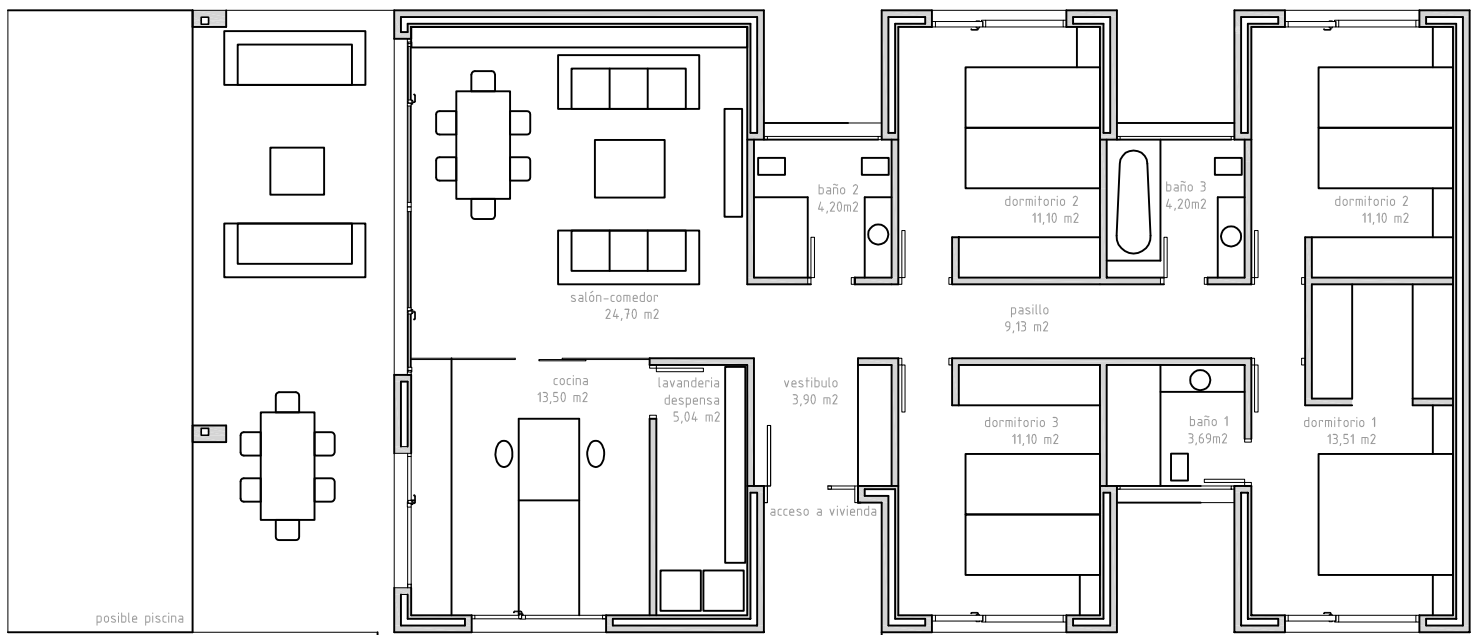 baño 2
4,20m2
dormitorio 2
11,10 m2
baño 3
4,20m2
dormitorio 2
11,10 m2
salón-comedor
24,70 m2
pasillo
9,13 m2
cocina
13,50 m2
lavanderia
despensa
5,04 m2
vestibulo
3,90 m2
dormitorio 3
11,10 m2
baño 1
3,69m2
dormitorio 1
13,51 m2
acceso a vivienda
posible piscina